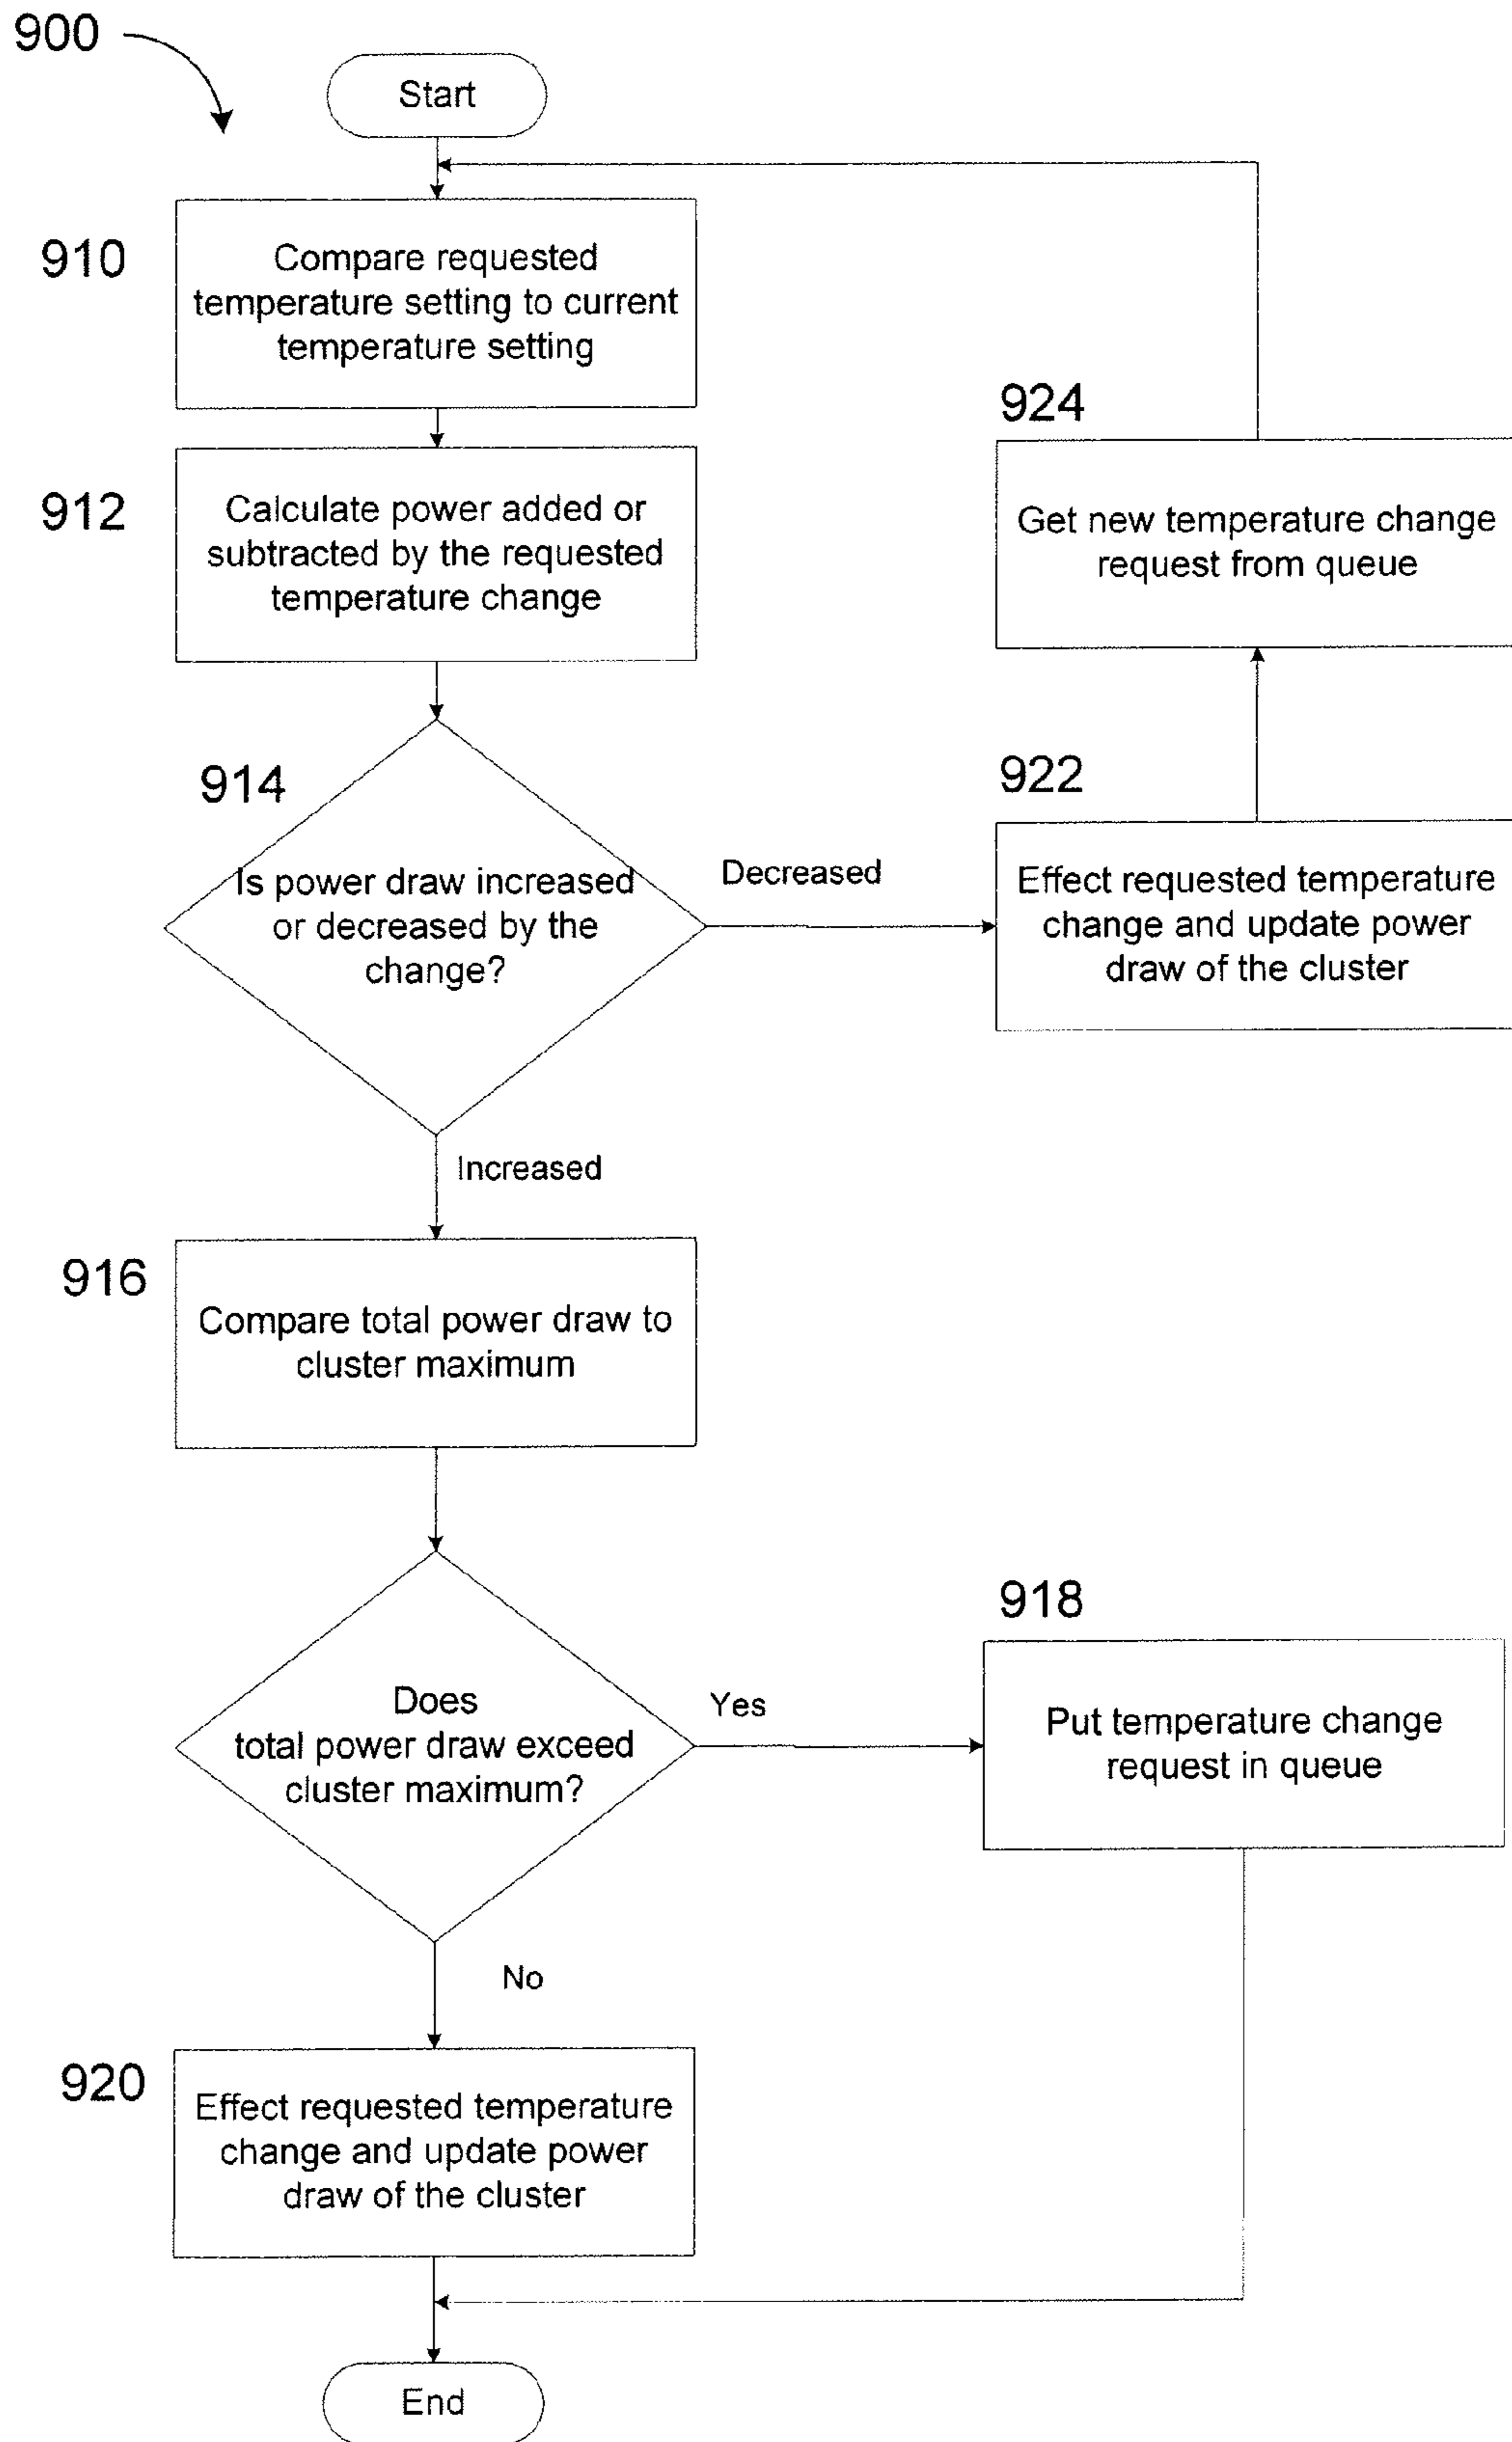 900
Start
910
Compare requested
temperature setting to current
temperature setting
912
Calculate power added or
subtracted by the requested
temperature change
914
Is power draw increased
or decreased by the
change?
Decreased
922
Effect requested temperature
change and update power
draw of the cluster
924
Get new temperature change
request from queue
Increased
916
Compare total power draw to
cluster maximum
Does
total power draw exceed
cluster maximum?
Yes
918
Put temperature change
request in queue
No
920
Effect requested temperature
change and update power
draw of the cluster
End